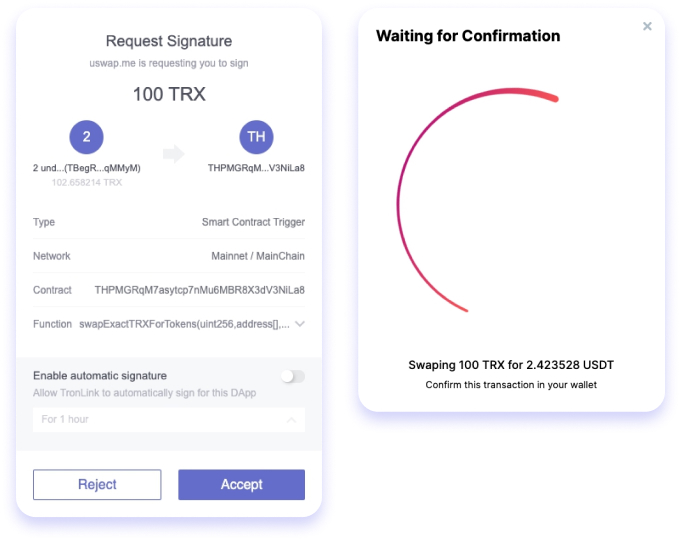 Request Signature
uswap.me is requesting you to sign
100 TRX
2
TH
2 und...(TBegR...qMMyM)
THPMGRqM...V3NiLa8
102.658214 TRX
Type Smart Contract Trigger
Network Mainnet / MainChain
Contract THPMGRqM7asytcp7nMu6MBR8X3dV3NiLa8
Function swapExactTRXForTokens(uint256,address[],...
Enable automatic signature
Allow TronLink to automatically sign for this DApp
For 1 hour
Reject
Accept
Waiting for Confirmation
Swaping 100 TRX for 2.423528 USDT
Confirm this transaction in your wallet